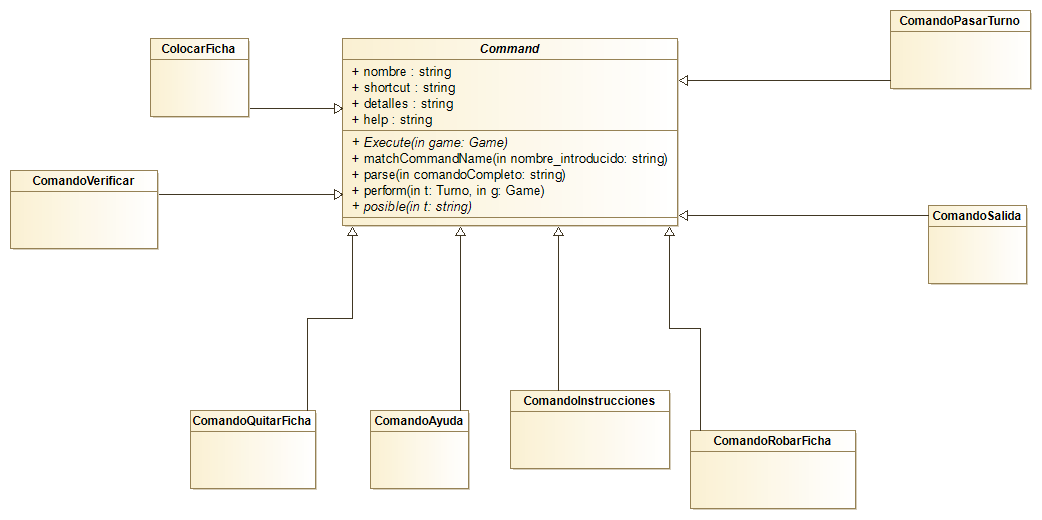 ComandoPasarTurno
ColocarFicha
Command
+ nombre : string
+ shortcut : string
+ detalles : string
+ help : string
+ Execute(in game: Game)
+ matchCommandName(in nombre_introducido: string)
+ parse(in comandoCompleto: string)
+ perform(in t: Turno, in g: Game)
+ posible(in t: string)
ComandoVerificar
ComandoSalida
ComandoQuitarFicha
ComandoAyuda
ComandoInstrucciones
ComandoRobarFicha